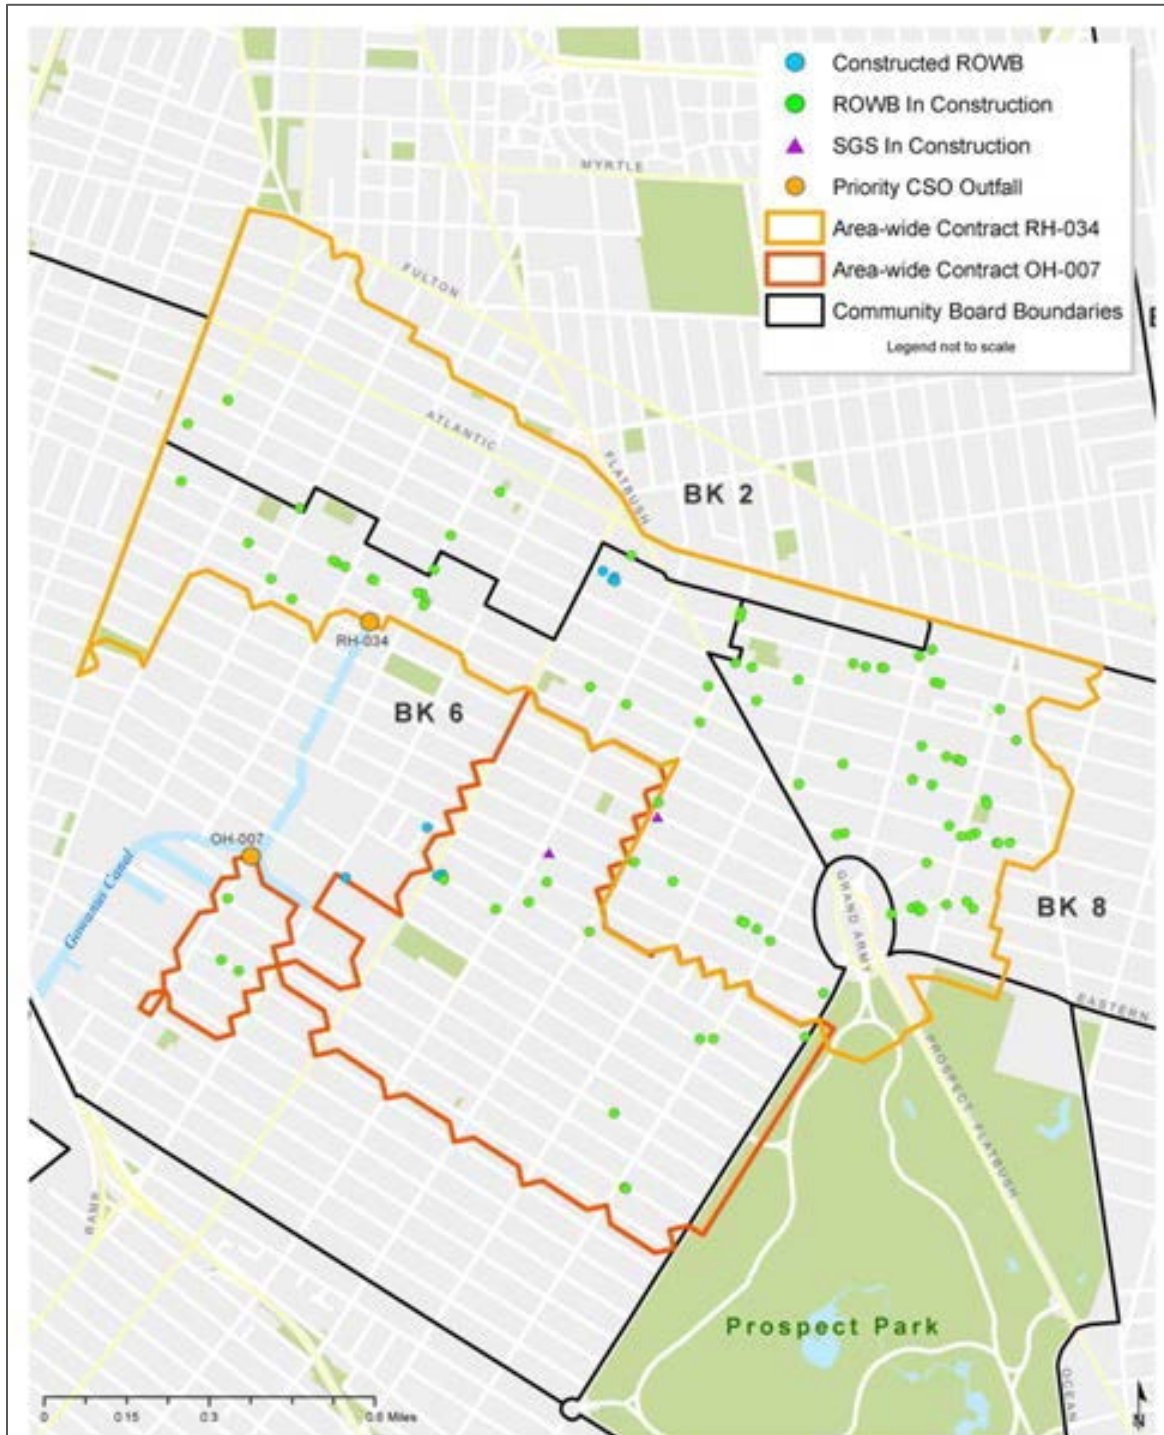 Constructed ROWB
ROWB In Construction
SGS In Construction
Priority CSO Outfall
Area-wide Contract RH-034
Area-wide Contract OH-007
Community Board Boundaries
Legend not to scale
MYRTLE
FULTON
ATLANTIC
FLATBUSH
BK 2
RH-034
BK 6
OH-007
Gowanus Canal
GRAND ARMY
BK 8
EASTERN
PROSPECT FLATBUSH
RAMP
Prospect Park
OCEAN
0 0.15 0.3 0.6 Miles
N